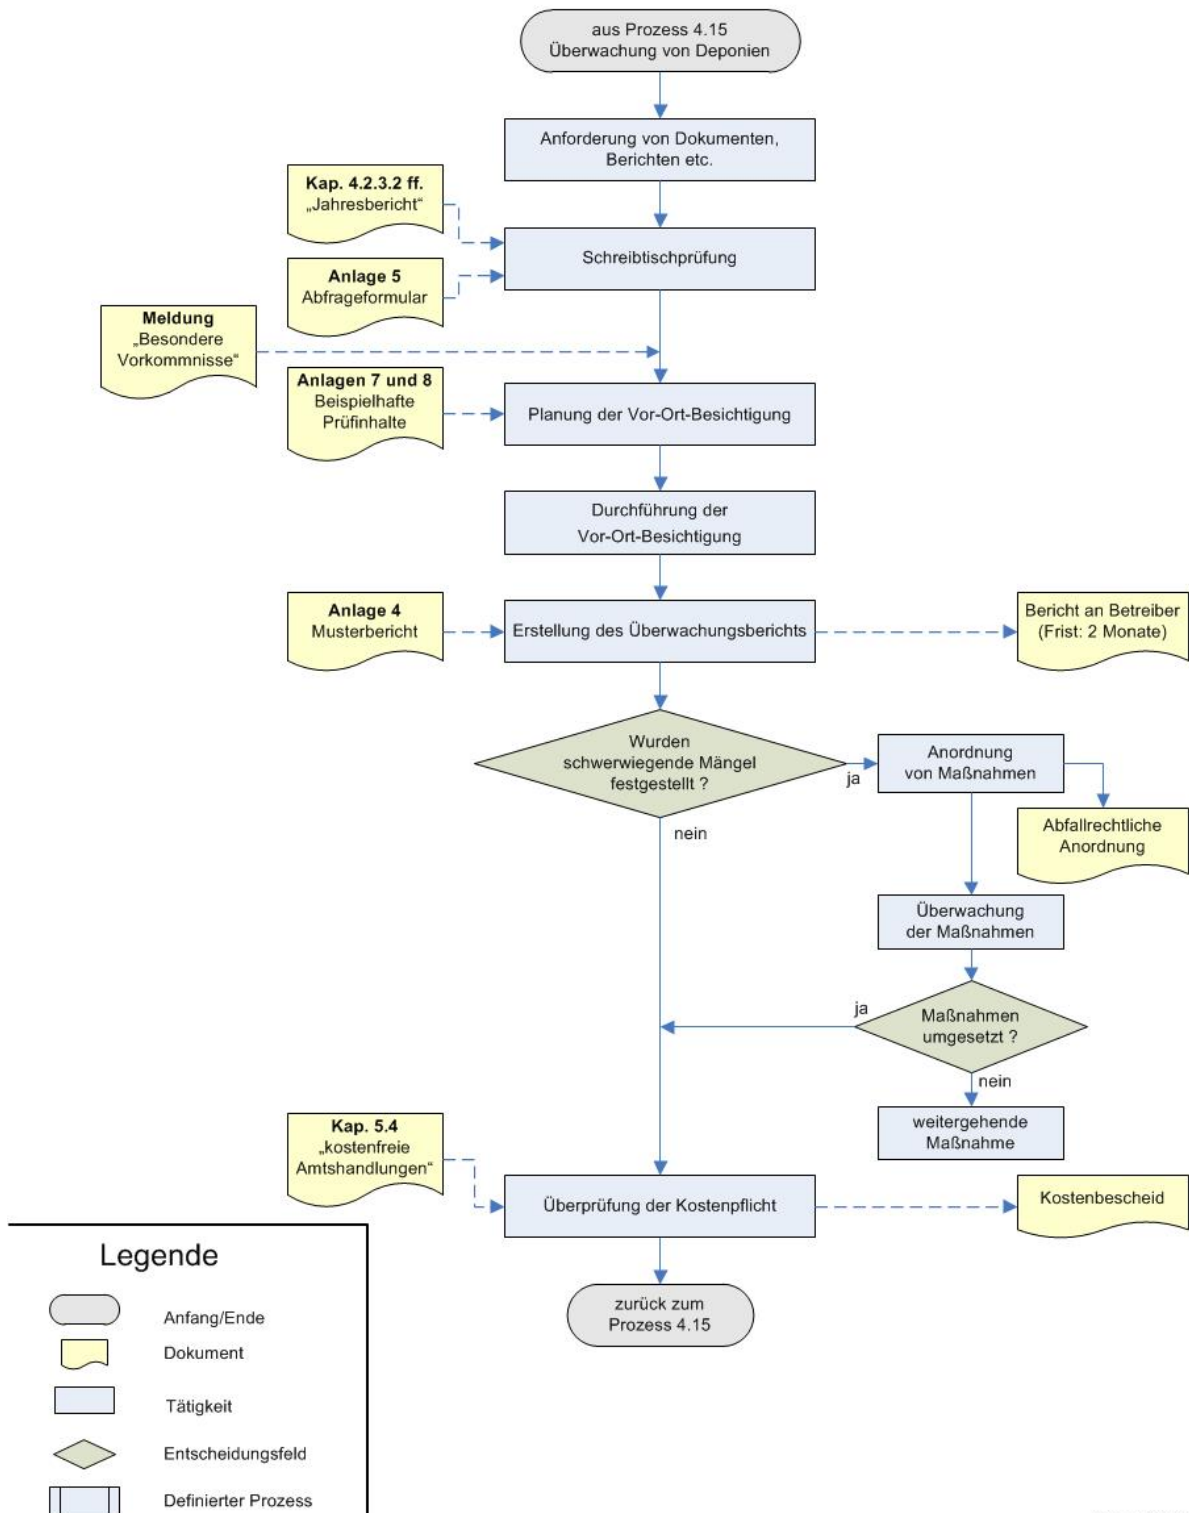 aus Prozess 4.15
Überwachung von Deponien
Anforderung von Dokumenten,
Berichten etc.
Kap. 4.2.3.2 ff.
„Jahresbericht“
Schreibtischprüfung
Anlage 5
Abfrageformular
Meldung
„Besondere
Vorkommnisse“
Anlagen 7 und 8
Beispielhafte
Prüfinhalte
Planung der Vor-Ort-Besichtigung
Durchführung der
Vor-Ort-Besichtigung
Anlage 4
Musterbericht
Erstellung des Überwachungsberichts
Bericht an Betreiber
(Frist: 2 Monate)
Wurden
schwerwiegende Mängel
festgestellt ?
ja
Anordnung
von Maßnahmen
nein
Abfallrechtliche
Anordnung
Überwachung
der Maßnahmen
ja
Maßnahmen
umgesetzt ?
nein
weitergehende
Maßnahme
Kap. 5.4
„kostenfreie
Amtshandlungen“
Überprüfung der Kostenpflicht
Kostenbescheid
zurück zum
Prozess 4.15
Legende
Anfang/Ende
Dokument
Tätigkeit
Entscheidungsfeld
Definierter Prozess